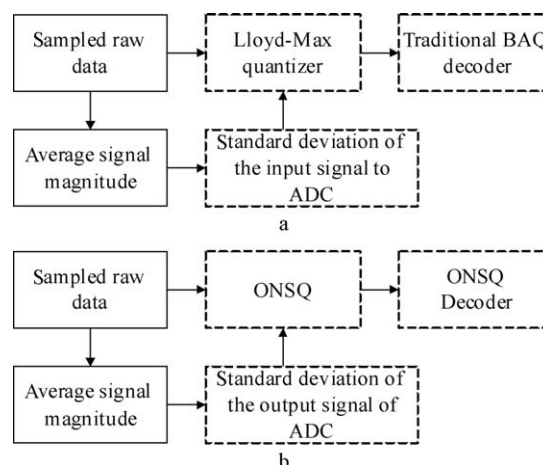 Sampled raw
data
Lloyd-Max
quantizer
Traditional BAQ
decoder
Average signal
magnitude
Standard deviation of
the input signal to
ADC
a
Sampled raw
data
ONSQ
ONSQ
Decoder
Average signal
magnitude
Standard deviation of
the output signal of
ADC
b